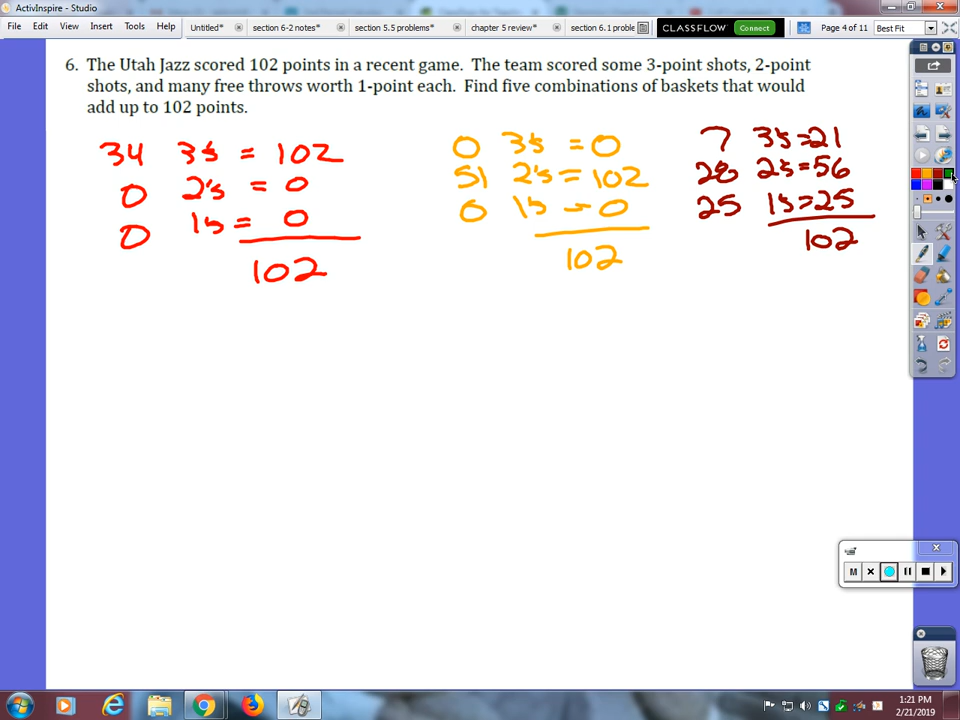 ActivInspire - Studio
File Edit View Insert Tools Help Untitled* section 6-2 notes* section 5.5 problems* chapter 5 review* section 6.1 proble CLASSFLOW Connect Page 4 of 11 Best Fit
6. The Utah Jazz scored 102 points in a recent game. The team scored some 3-point shots, 2-point
shots, and many free throws worth 1-point each. Find five combinations of baskets that would
add up to 102 points.
34 3's = 102
0 2's = 0
0 1s = 0
102
0 3s = 0
51 2's = 102
0 1s = 0
102
7 3s = 21
28 2s = 56
25 1s = 25
102
M
1:21 PM
2/21/2019